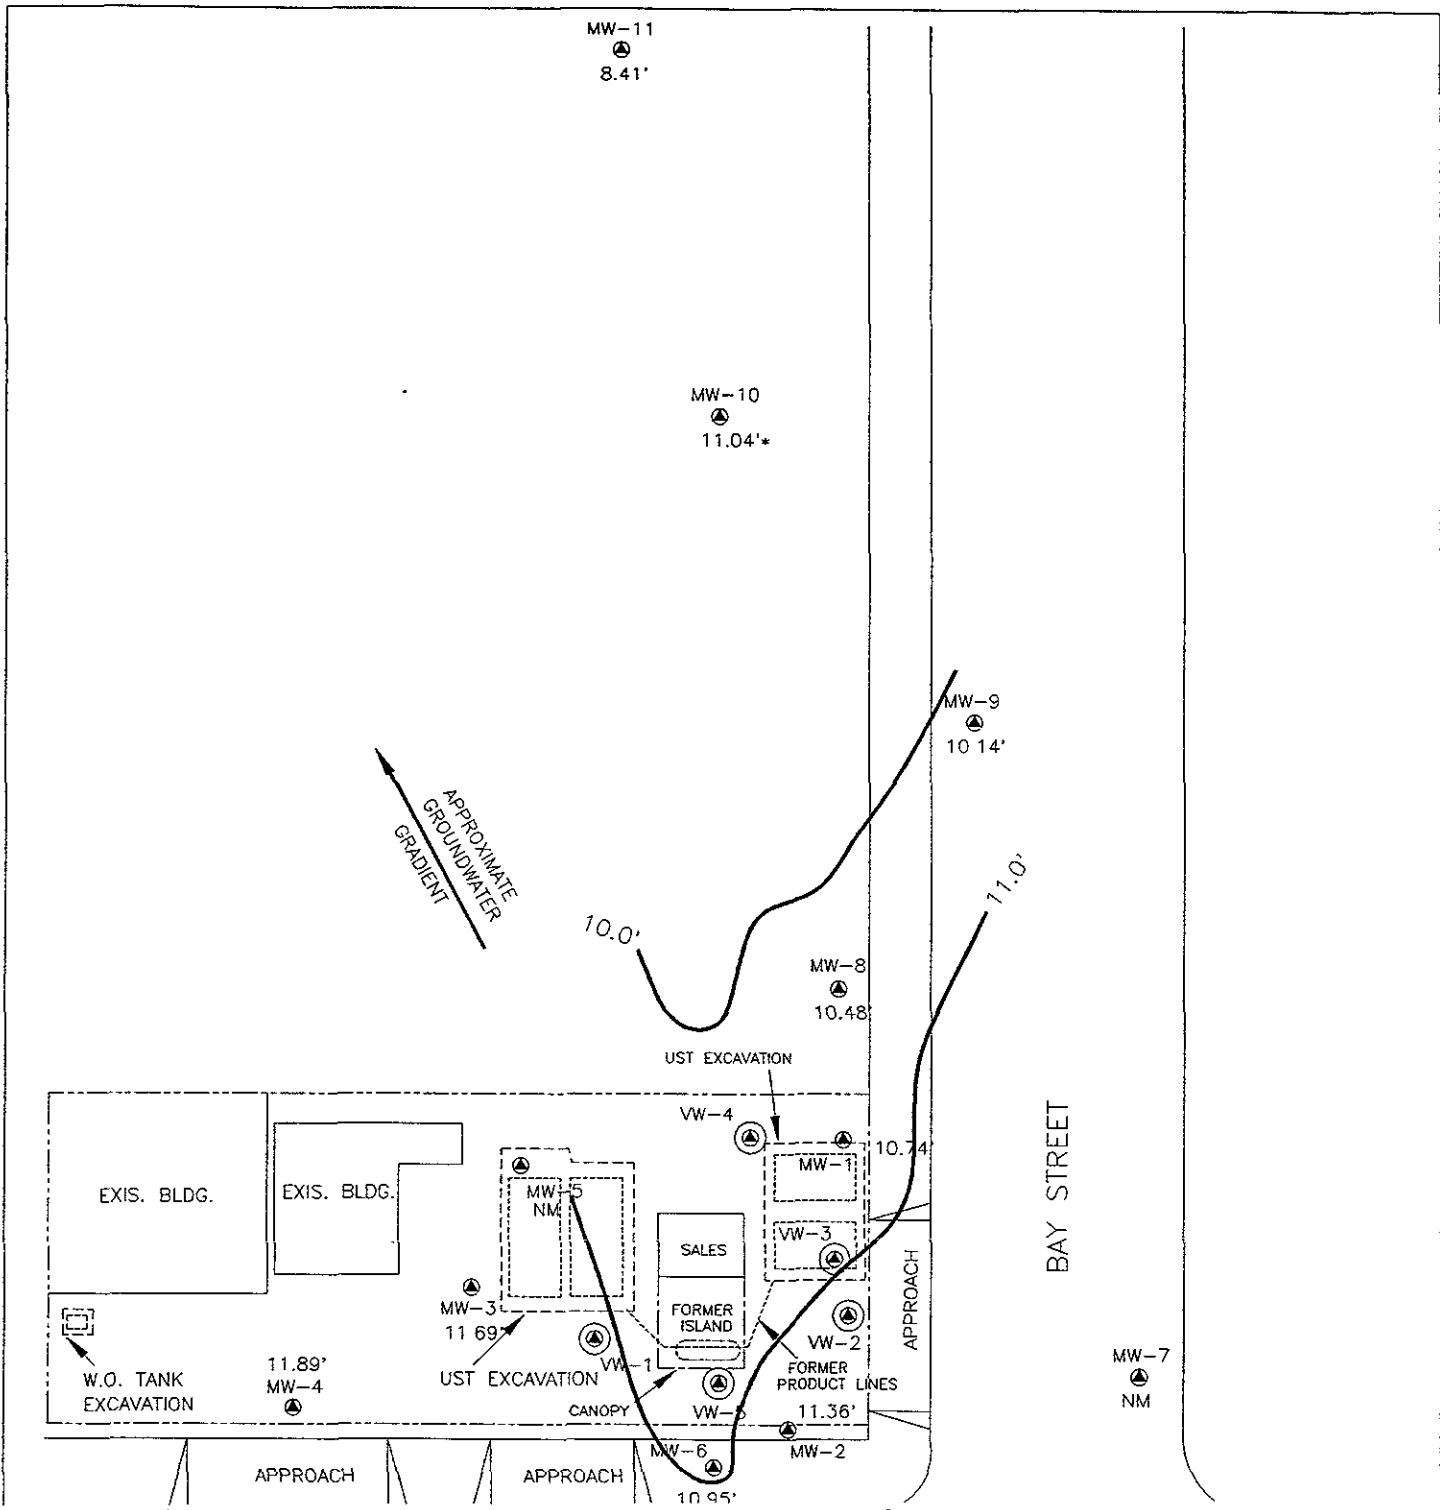 MW-11
8.41'
MW-10
11.04'*
MW-9
10 14'
APPROXIMATE
GROUNDWATER
GRADIENT
10.0'
11.0'
MW-8
10.48'
UST EXCAVATION
VW-4
MW-1
10.74'
EXIS. BLDG.
EXIS. BLDG.
MW-5
NM
SALES
VW-3
BAY STREET
MW-3
11 69'
FORMER
ISLAND
VW-2
APPROACH
W.O. TANK
EXCAVATION
11.89'
MW-4
UST EXCAVATION
VW-1
FORMER
PRODUCT LINES
CANOPY
VW-5
11.36'
MW-2
MW-7
NM
MW-6
10.95'
APPROACH
APPROACH